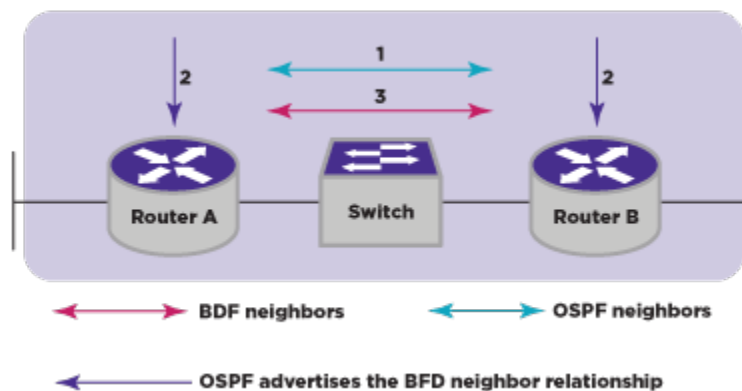 1
2
2
3
Router A
Switch
Router B
BDF neighbors
OSPF neighbors
OSPF advertises the BFD neighbor relationship